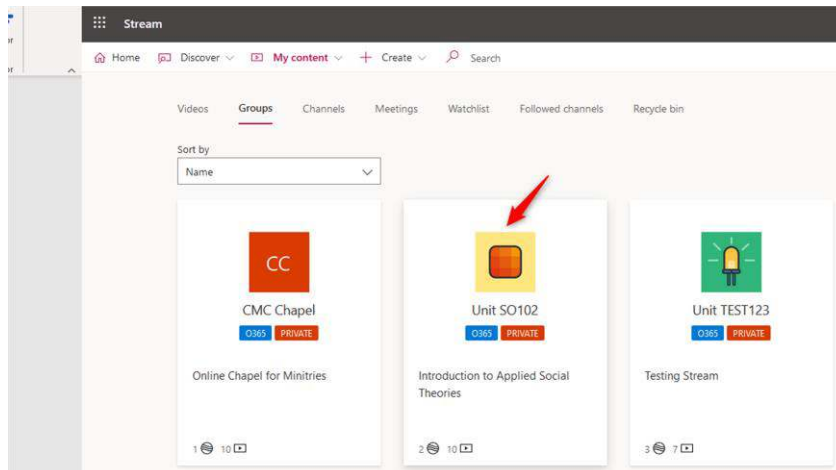 Stream
Home Discover My content Create Search
Videos Groups Channels Meetings Watchlist Followed channels Recycle bin
Sort by
Name
CC
CMC Chapel
O365 PRIVATE
Online Chapel for Minitries
1 10
Unit SO102
O365 PRIVATE
Introduction to Applied Social
Theories
2 10
Unit TEST123
O365 PRIVATE
Testing Stream
3 7